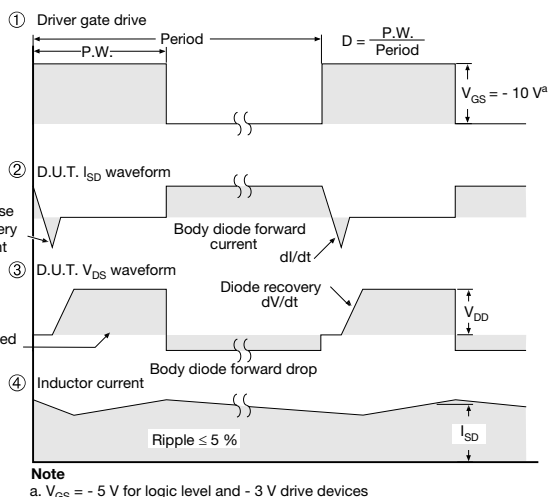 ① Driver gate drive
Period
P.W.
D = P.W. / Period
V_GS = - 10 V^a
② D.U.T. I_SD waveform
Body diode forward
current
dI/dt
③ D.U.T. V_DS waveform
Diode recovery
dV/dt
V_DD
Body diode forward drop
④ Inductor current
Ripple ≤ 5 %
I_SD
Note
a. V_GS = - 5 V for logic level and - 3 V drive devices